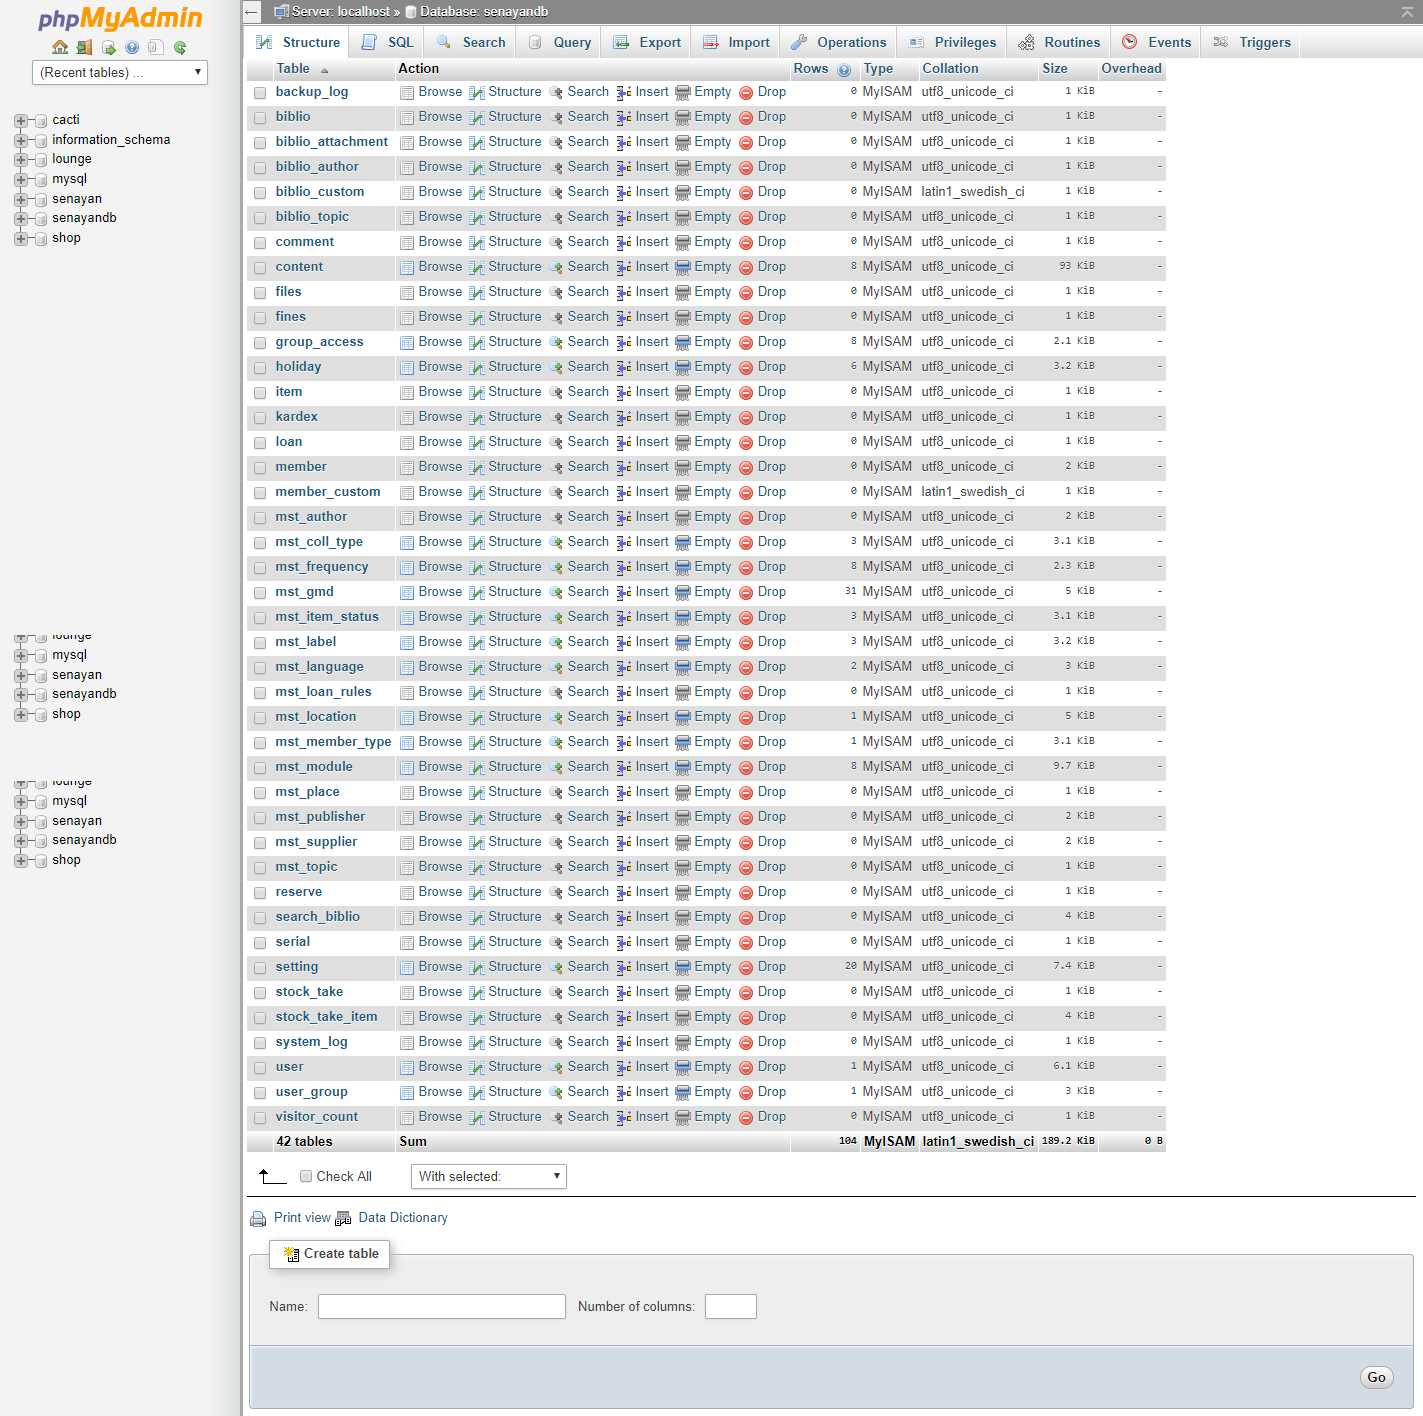 phpMyAdmin
(Recent tables) ...
cacti
information_schema
lounge
mysql
senayan
senayandb
shop
lounge
mysql
senayan
senayandb
shop
lounge
mysql
senayan
senayandb
shop
Server: localhost » Database: senayandb
Structure SQL Search Query Export Import Operations Privileges Routines Events Triggers
Table Action Rows Type Collation Size Overhead
backup_log Browse Structure Search Insert Empty Drop 0 MyISAM utf8_unicode_ci 1 KiB -
biblio Browse Structure Search Insert Empty Drop 0 MyISAM utf8_unicode_ci 1 KiB -
biblio_attachment Browse Structure Search Insert Empty Drop 0 MyISAM utf8_unicode_ci 1 KiB -
biblio_author Browse Structure Search Insert Empty Drop 0 MyISAM utf8_unicode_ci 1 KiB -
biblio_custom Browse Structure Search Insert Empty Drop 0 MyISAM latin1_swedish_ci 1 KiB -
biblio_topic Browse Structure Search Insert Empty Drop 0 MyISAM utf8_unicode_ci 1 KiB -
comment Browse Structure Search Insert Empty Drop 0 MyISAM utf8_unicode_ci 1 KiB -
content Browse Structure Search Insert Empty Drop 8 MyISAM utf8_unicode_ci 93 KiB -
files Browse Structure Search Insert Empty Drop 0 MyISAM utf8_unicode_ci 1 KiB -
fines Browse Structure Search Insert Empty Drop 0 MyISAM utf8_unicode_ci 1 KiB -
group_access Browse Structure Search Insert Empty Drop 8 MyISAM utf8_unicode_ci 2.1 KiB -
holiday Browse Structure Search Insert Empty Drop 6 MyISAM utf8_unicode_ci 3.2 KiB -
item Browse Structure Search Insert Empty Drop 0 MyISAM utf8_unicode_ci 1 KiB -
kardex Browse Structure Search Insert Empty Drop 0 MyISAM utf8_unicode_ci 1 KiB -
loan Browse Structure Search Insert Empty Drop 0 MyISAM utf8_unicode_ci 1 KiB -
member Browse Structure Search Insert Empty Drop 0 MyISAM utf8_unicode_ci 2 KiB -
member_custom Browse Structure Search Insert Empty Drop 0 MyISAM latin1_swedish_ci 1 KiB -
mst_author Browse Structure Search Insert Empty Drop 0 MyISAM utf8_unicode_ci 2 KiB -
mst_coll_type Browse Structure Search Insert Empty Drop 3 MyISAM utf8_unicode_ci 3.1 KiB -
mst_frequency Browse Structure Search Insert Empty Drop 8 MyISAM utf8_unicode_ci 2.3 KiB -
mst_gmd Browse Structure Search Insert Empty Drop 31 MyISAM utf8_unicode_ci 5 KiB -
mst_item_status Browse Structure Search Insert Empty Drop 3 MyISAM utf8_unicode_ci 3.1 KiB -
mst_label Browse Structure Search Insert Empty Drop 3 MyISAM utf8_unicode_ci 3.2 KiB -
mst_language Browse Structure Search Insert Empty Drop 2 MyISAM utf8_unicode_ci 3 KiB -
mst_loan_rules Browse Structure Search Insert Empty Drop 0 MyISAM utf8_unicode_ci 1 KiB -
mst_location Browse Structure Search Insert Empty Drop 1 MyISAM utf8_unicode_ci 5 KiB -
mst_member_type Browse Structure Search Insert Empty Drop 1 MyISAM utf8_unicode_ci 3.1 KiB -
mst_module Browse Structure Search Insert Empty Drop 8 MyISAM utf8_unicode_ci 9.7 KiB -
mst_place Browse Structure Search Insert Empty Drop 0 MyISAM utf8_unicode_ci 1 KiB -
mst_publisher Browse Structure Search Insert Empty Drop 0 MyISAM utf8_unicode_ci 2 KiB -
mst_supplier Browse Structure Search Insert Empty Drop 0 MyISAM utf8_unicode_ci 2 KiB -
mst_topic Browse Structure Search Insert Empty Drop 0 MyISAM utf8_unicode_ci 1 KiB -
reserve Browse Structure Search Insert Empty Drop 0 MyISAM utf8_unicode_ci 1 KiB -
search_biblio Browse Structure Search Insert Empty Drop 0 MyISAM utf8_unicode_ci 4 KiB -
serial Browse Structure Search Insert Empty Drop 0 MyISAM utf8_unicode_ci 1 KiB -
setting Browse Structure Search Insert Empty Drop 20 MyISAM utf8_unicode_ci 7.4 KiB -
stock_take Browse Structure Search Insert Empty Drop 0 MyISAM utf8_unicode_ci 1 KiB -
stock_take_item Browse Structure Search Insert Empty Drop 0 MyISAM utf8_unicode_ci 4 KiB -
system_log Browse Structure Search Insert Empty Drop 0 MyISAM utf8_unicode_ci 1 KiB -
user Browse Structure Search Insert Empty Drop 1 MyISAM utf8_unicode_ci 6.1 KiB -
user_group Browse Structure Search Insert Empty Drop 1 MyISAM utf8_unicode_ci 3 KiB -
visitor_count Browse Structure Search Insert Empty Drop 0 MyISAM utf8_unicode_ci 1 KiB -
42 tables Sum 104 MyISAM latin1_swedish_ci 189.2 KiB 0 B
Check All With selected:
Print view Data Dictionary
Create table
Name: Number of columns:
Go